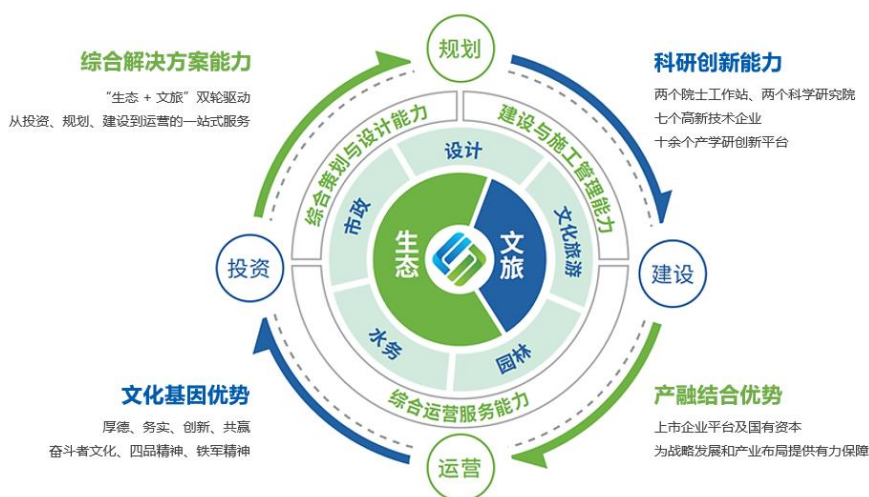 规划
综合解决方案能力
“生态 + 文旅”双轮驱动
从投资、规划、建设到运营的一站式服务
科研创新能力
两个院士工作站、两个科学研究院
七个高新技术企业
十余个产学研创新平台
综合策划与设计能力
建设与施工管理能力
设计
市政
文化旅游
生态
文旅
投资
建设
水务
园林
综合运营服务能力
文化基因优势
厚德、务实、创新、共赢
奋斗者文化、四品精神、铁军精神
产融结合优势
上市企业平台及国有资本
为战略发展和产业布局提供有力保障
运营